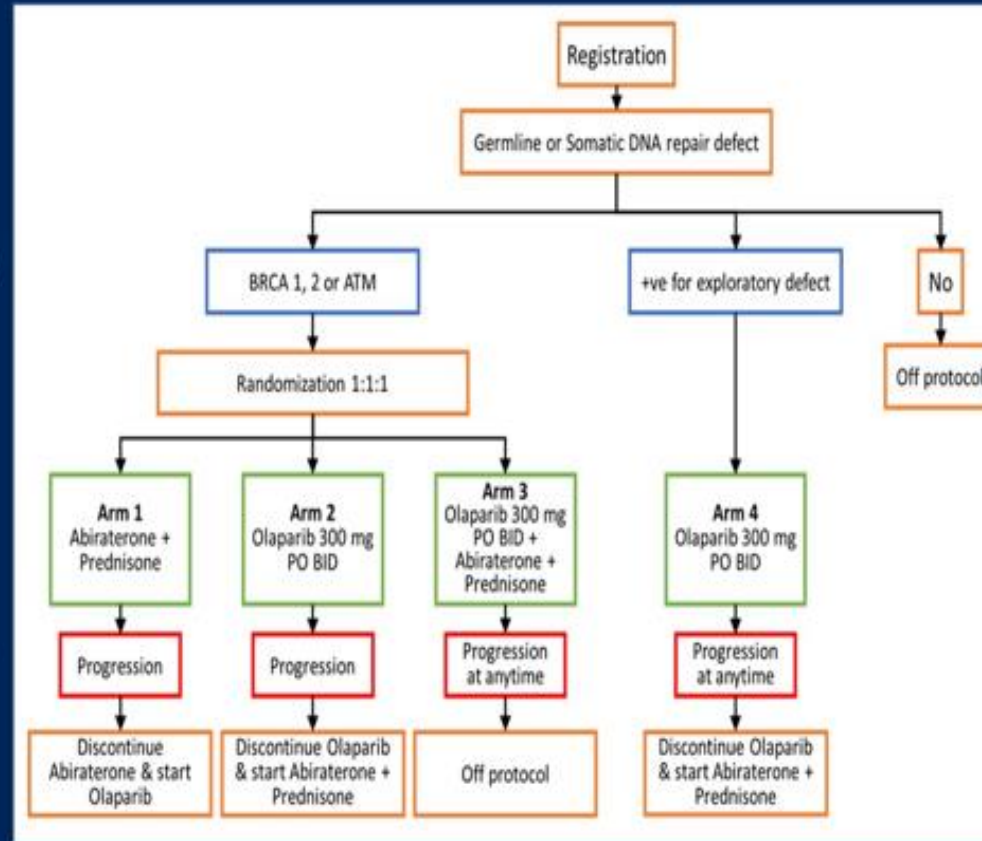 Registration
Germline or Somatic DNA repair defect
BRCA 1, 2 or ATM
+ve for exploratory defect
No
Randomization 1:1:1
Off protocol
Arm 1
Abiraterone +
Prednisone
Arm 2
Olaparib 300 mg
PO BID
Arm 3
Olaparib 300 mg
PO BID +
Abiraterone +
Prednisone
Arm 4
Olaparib 300 mg
PO BID
Progression
Progression
Progression
at anytime
Progression
at anytime
Discontinue
Abiraterone & start
Olaparib
Discontinue Olaparib
& start Abiraterone +
Prednisone
Off protocol
Discontinue Olaparib
& start Abiraterone +
Prednisone